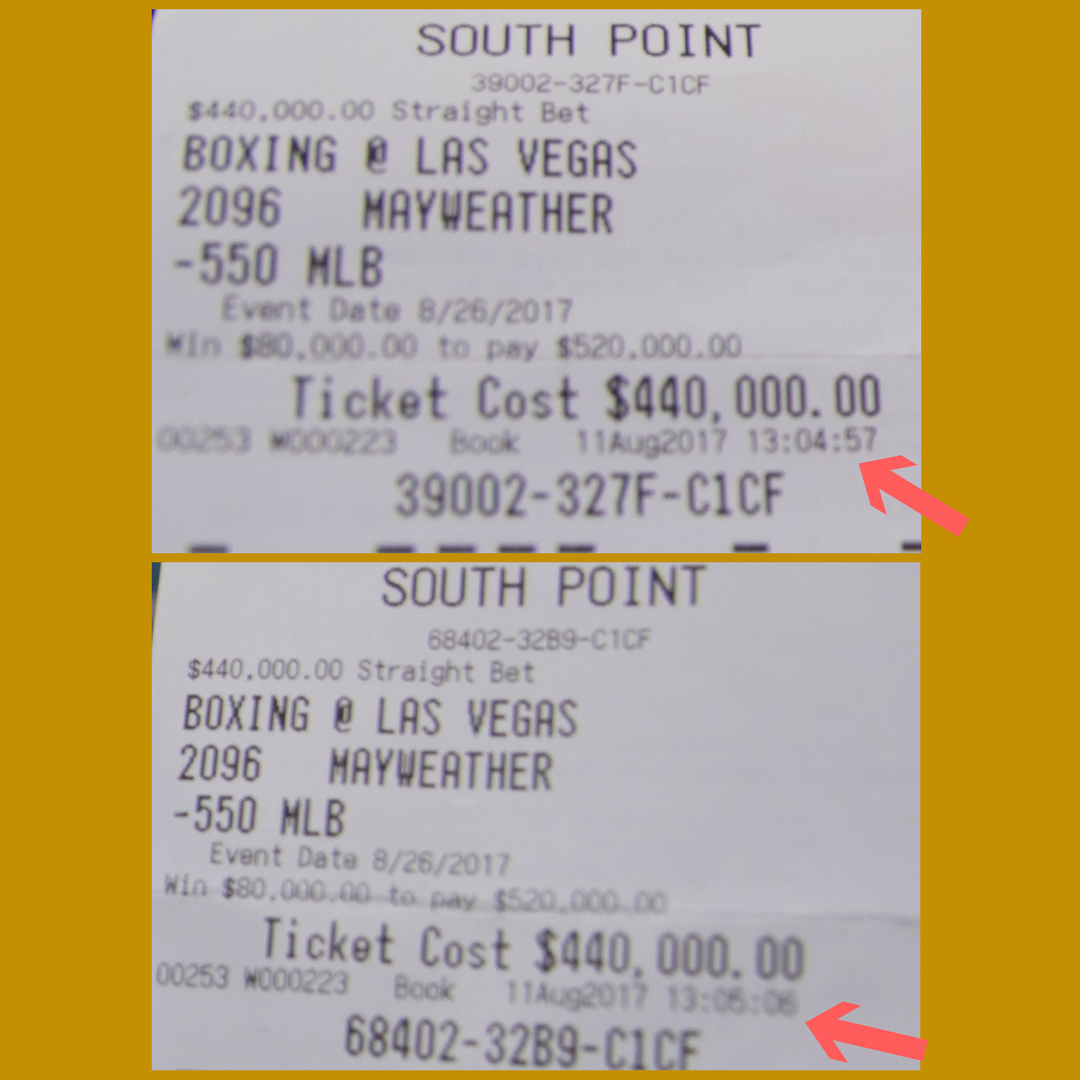 SOUTH POINT
39002-327F-C1CF
$440,000.00 Straight Bet
BOXING @ LAS VEGAS
2096 MAYWEATHER
-550 MLB
Event Date 8/26/2017
Win $80,000.00 to pay $520,000.00
Ticket Cost $440,000.00
00253 W000223 Book 11Aug2017 13:04:57
39002-327F-C1CF
SOUTH POINT
68402-32B9-C1CF
$440,000.00 Straight Bet
BOXING @ LAS VEGAS
2096 MAYWEATHER
-550 MLB
Event Date 8/26/2017
Win $80,000.00 to pay $520,000.00
Ticket Cost $440,000.00
00253 W000223 Book 11Aug2017 13:05:06
68402-32B9-C1CF